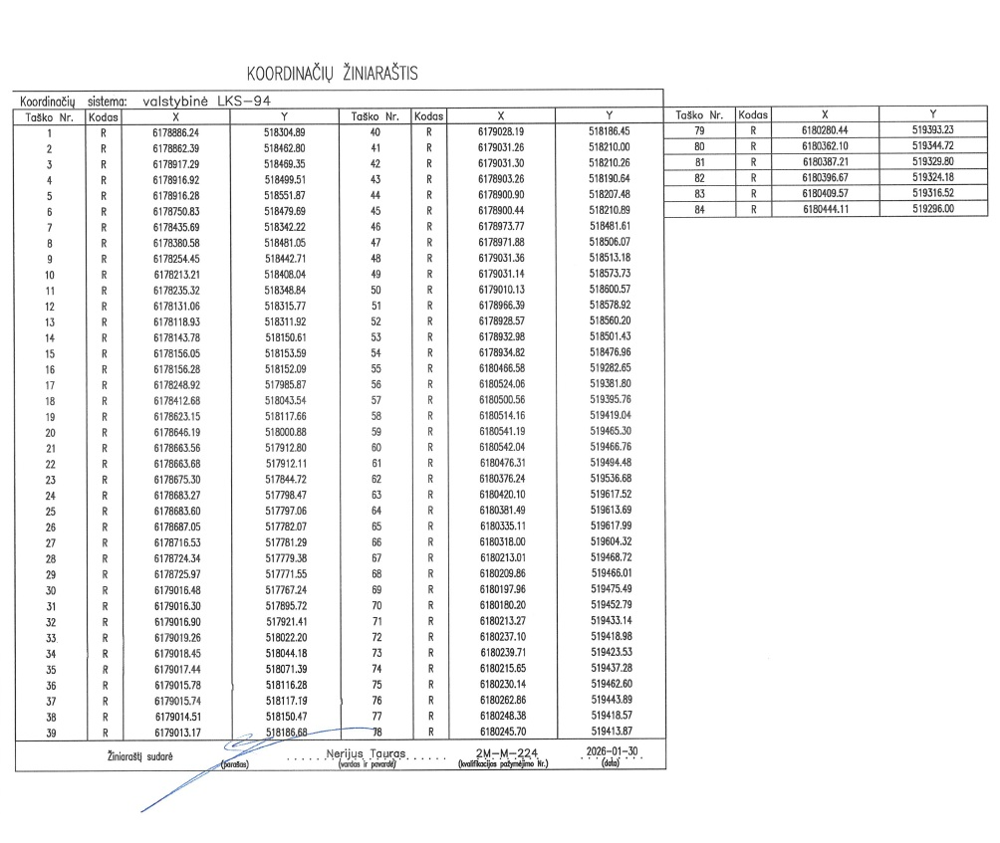 KOORDINAČIŲ ŽINIARAŠTIS
Koordinačių sistema: valstybinė LKS-94
Taško Nr. Kodas X Y Taško Nr. Kodas X Y Taško Nr. Kodas X Y
1 R 6178886.24 518304.89 40 R 6179028.19 518186.45 79 R 6180280.44 519393.23
2 R 6178862.39 518462.80 41 R 6179031.26 518210.00 80 R 6180362.10 519344.72
3 R 6178917.29 518469.35 42 R 6179031.30 518210.26 81 R 6180387.21 519329.80
4 R 6178916.92 518499.51 43 R 6178903.26 518190.64 82 R 6180396.67 519324.18
5 R 6178916.28 518551.87 44 R 6178900.90 518207.48 83 R 6180409.57 519316.52
6 R 6178750.83 518479.69 45 R 6178900.44 518210.89 84 R 6180444.11 519296.00
7 R 6178435.69 518342.22 46 R 6178973.77 518481.61
8 R 6178380.58 518481.05 47 R 6178971.88 518506.07
9 R 6178254.45 518442.71 48 R 6179031.36 518513.18
10 R 6178213.21 518408.04 49 R 6179031.14 518573.73
11 R 6178235.32 518348.84 50 R 6179010.13 518600.57
12 R 6178131.06 518315.77 51 R 6178966.39 518578.92
13 R 6178118.93 518311.92 52 R 6178928.57 518560.20
14 R 6178143.78 518150.61 53 R 6178932.98 518501.43
15 R 6178156.05 518153.59 54 R 6178934.82 518476.96
16 R 6178156.28 518152.09 55 R 6180466.58 519282.65
17 R 6178248.92 517985.87 56 R 6180524.06 519381.80
18 R 6178412.68 518043.54 57 R 6180500.56 519395.76
19 R 6178623.15 518117.66 58 R 6180514.16 519419.04
20 R 6178646.19 518000.88 59 R 6180541.19 519465.30
21 R 6178663.56 517912.80 60 R 6180542.04 519466.76
22 R 6178663.68 517912.11 61 R 6180476.31 519494.48
23 R 6178675.30 517844.72 62 R 6180376.24 519536.68
24 R 6178683.27 517798.47 63 R 6180420.10 519617.52
25 R 6178683.60 517797.06 64 R 6180381.49 519613.69
26 R 6178687.05 517782.07 65 R 6180335.11 519617.99
27 R 6178716.53 517781.29 66 R 6180318.00 519604.32
28 R 6178724.34 517779.38 67 R 6180213.01 519468.72
29 R 6178725.97 517771.55 68 R 6180209.86 519466.01
30 R 6179016.48 517767.24 69 R 6180197.96 519475.49
31 R 6179016.30 517895.72 70 R 6180180.20 519452.79
32 R 6179016.90 517921.41 71 R 6180213.27 519433.14
33 R 6179019.26 518022.20 72 R 6180237.10 519418.98
34 R 6179018.45 518044.18 73 R 6180239.71 519423.53
35 R 6179017.44 518071.39 74 R 6180215.65 519437.28
36 R 6179015.78 518116.28 75 R 6180230.14 519462.60
37 R 6179015.74 518117.19 76 R 6180262.86 519443.89
38 R 6179014.51 518150.47 77 R 6180248.38 519418.57
39 R 6179013.17 518186.68 78 R 6180245.70 519413.87
Žiniaraštį sudarė Nerijus Tauras 2M-M-224 2026-01-30
(parašas) (vardas ir pavardė) (kvalifikacijos pažymėjimo Nr.) (data)